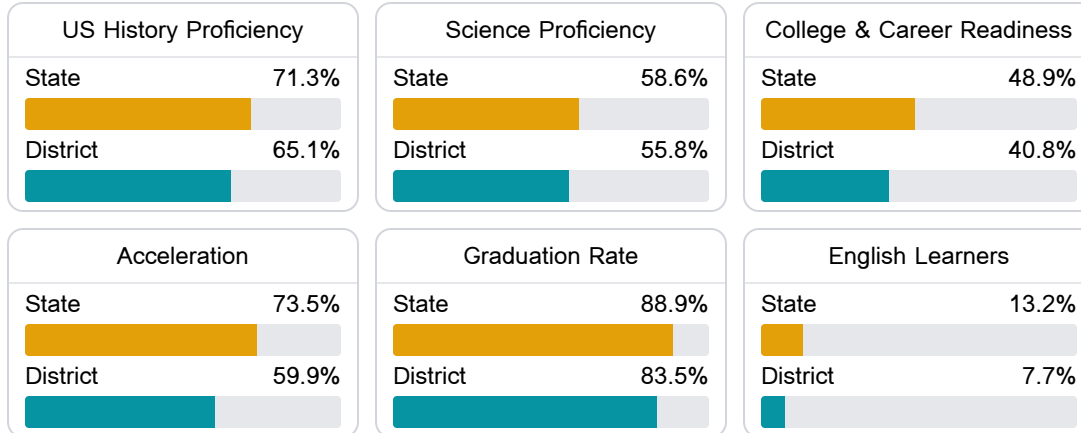 US History Proficiency
State 71.3%
District 65.1%
Science Proficiency
State 58.6%
District 55.8%
College & Career Readiness
State 48.9%
District 40.8%
Acceleration
State 73.5%
District 59.9%
Graduation Rate
State 88.9%
District 83.5%
English Learners
State 13.2%
District 7.7%